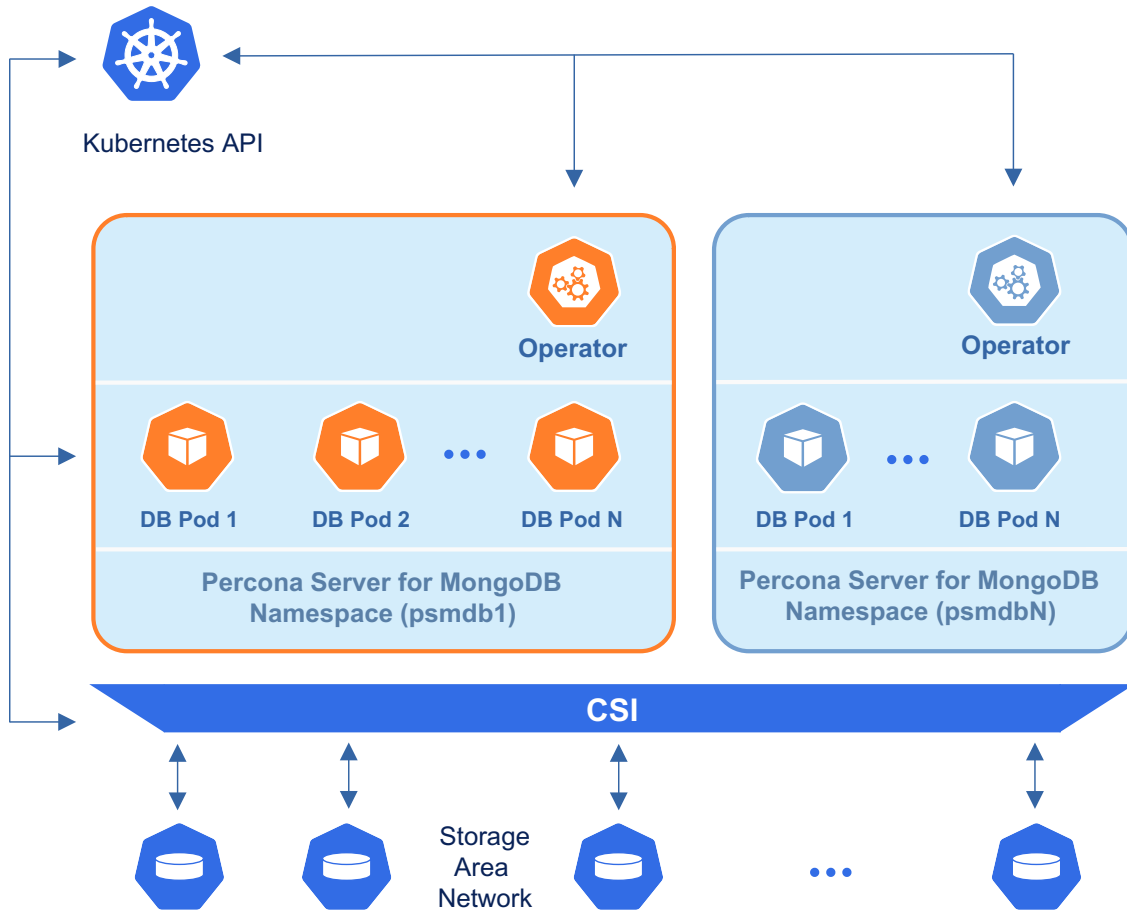 Kubernetes API
Operator
Operator
DB Pod 1
DB Pod 2
DB Pod N
DB Pod 1
DB Pod N
Percona Server for MongoDB
Namespace (psmdb1)
Percona Server for MongoDB
Namespace (psmdbN)
CSI
Storage
Area
Network